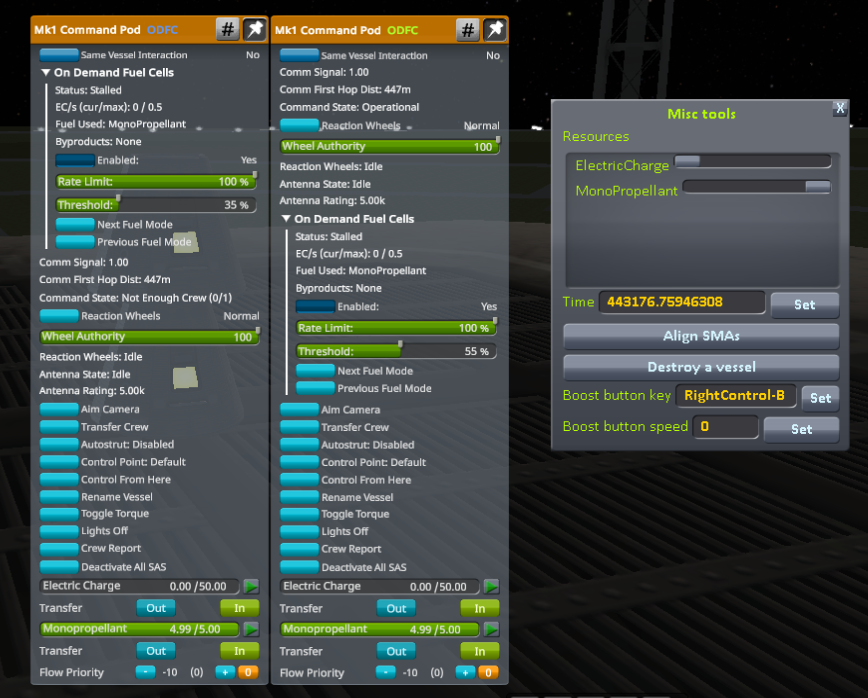 Mk1 Command Pod ODFC #
Same Vessel Interaction No
▼ On Demand Fuel Cells
Status: Stalled
EC/s (cur/max): 0 / 0.5
Fuel Used: MonoPropellant
Byproducts: None
Enabled: Yes
Rate Limit: 100 %
Threshold: 35 %
Next Fuel Mode
Previous Fuel Mode
Comm Signal: 1.00
Comm First Hop Dist: 447m
Command State: Not Enough Crew (0/1)
Reaction Wheels Normal
Wheel Authority 100
Reaction Wheels: Idle
Antenna State: Idle
Antenna Rating: 5.00k
Aim Camera
Transfer Crew
Autostrut: Disabled
Control Point: Default
Control From Here
Rename Vessel
Toggle Torque
Lights Off
Crew Report
Deactivate All SAS
Electric Charge 0.00 /50.00
Transfer Out In
Monopropellant 4.99 /5.00
Transfer Out In
Flow Priority - -10 (0) + 0
Mk1 Command Pod ODFC #
Same Vessel Interaction No
Comm Signal: 1.00
Comm First Hop Dist: 447m
Command State: Operational
Reaction Wheels Normal
Wheel Authority 100
Reaction Wheels: Idle
Antenna State: Idle
Antenna Rating: 5.00k
▼ On Demand Fuel Cells
Status: Stalled
EC/s (cur/max): 0 / 0.5
Fuel Used: MonoPropellant
Byproducts: None
Enabled: Yes
Rate Limit: 100 %
Threshold: 55 %
Next Fuel Mode
Previous Fuel Mode
Aim Camera
Transfer Crew
Autostrut: Disabled
Control Point: Default
Control From Here
Rename Vessel
Toggle Torque
Lights Off
Crew Report
Deactivate All SAS
Electric Charge 0.00 /50.00
Transfer Out In
Monopropellant 4.99 /5.00
Transfer Out In
Flow Priority - -10 (0) + 0
Misc tools X
Resources
ElectricCharge
MonoPropellant
Time 443176.75946308 Set
Align SMAs
Destroy a vessel
Boost button key RightControl-B Set
Boost button speed 0 Set